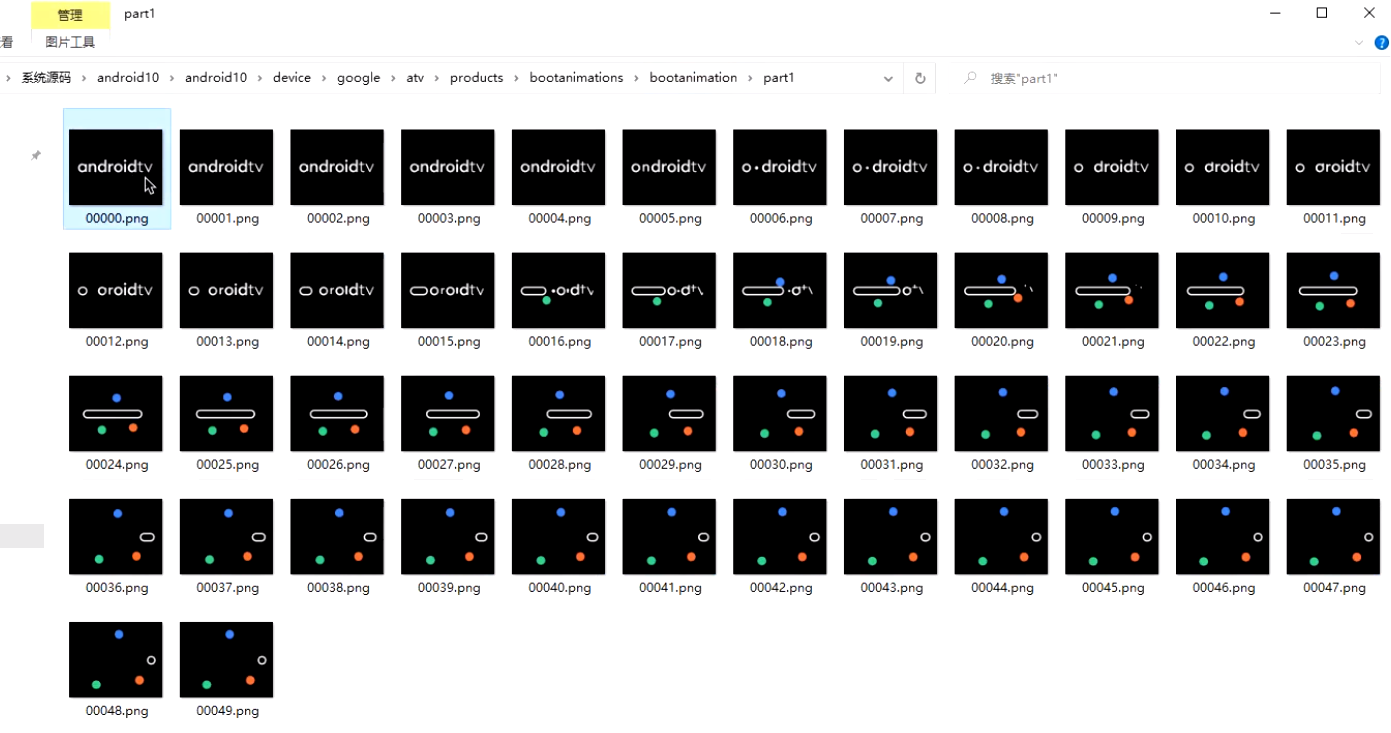 管理 part1
看 图片工具
› 系统源码 › android10 › android10 › device › google › atv › products › bootanimations › bootanimation › part1 搜索"part1"
androidtv androidtv ondroidtv ondroidtv ondroidtv ondroidtv o·droidtv o·droidtv o·droidtv o droidtv o droidtv o droidtv
00000.png 00001.png 00002.png 00003.png 00004.png 00005.png 00006.png 00007.png 00008.png 00009.png 00010.png 00011.png
o oroidtv o oroidtv oroidtv oroidtv
00012.png 00013.png 00014.png 00015.png 00016.png 00017.png 00018.png 00019.png 00020.png 00021.png 00022.png 00023.png
00024.png 00025.png 00026.png 00027.png 00028.png 00029.png 00030.png 00031.png 00032.png 00033.png 00034.png 00035.png
00036.png 00037.png 00038.png 00039.png 00040.png 00041.png 00042.png 00043.png 00044.png 00045.png 00046.png 00047.png
00048.png 00049.png